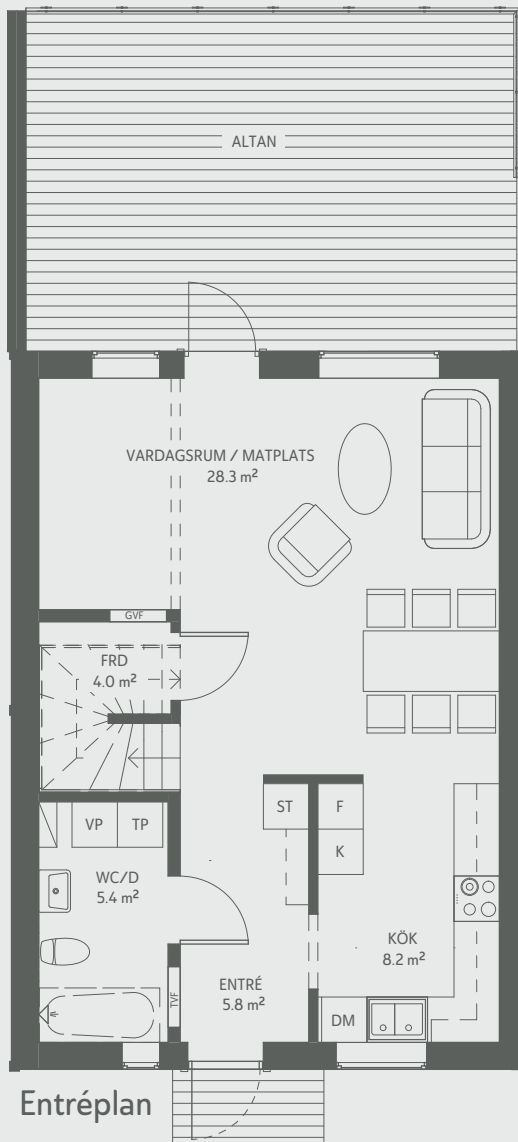 ALTAN
VARDAGSRUM / MATPLATS
28.3 m²
GVF
FRD
4.0 m²
ST
F
K
VP
TP
WC/D
5.4 m²
KÖK
8.2 m²
ENTRÉ
5.8 m²
TVF
DM
Entréplan